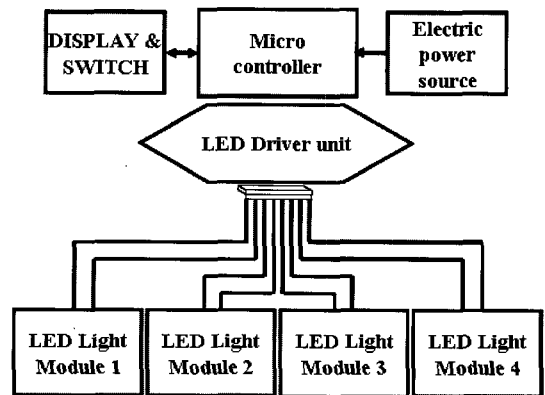 DISPLAY &
SWITCH
Micro
controller
Electric
power
source
LED Driver unit
LED Light
Module 1
LED Light
Module 2
LED Light
Module 3
LED Light
Module 4